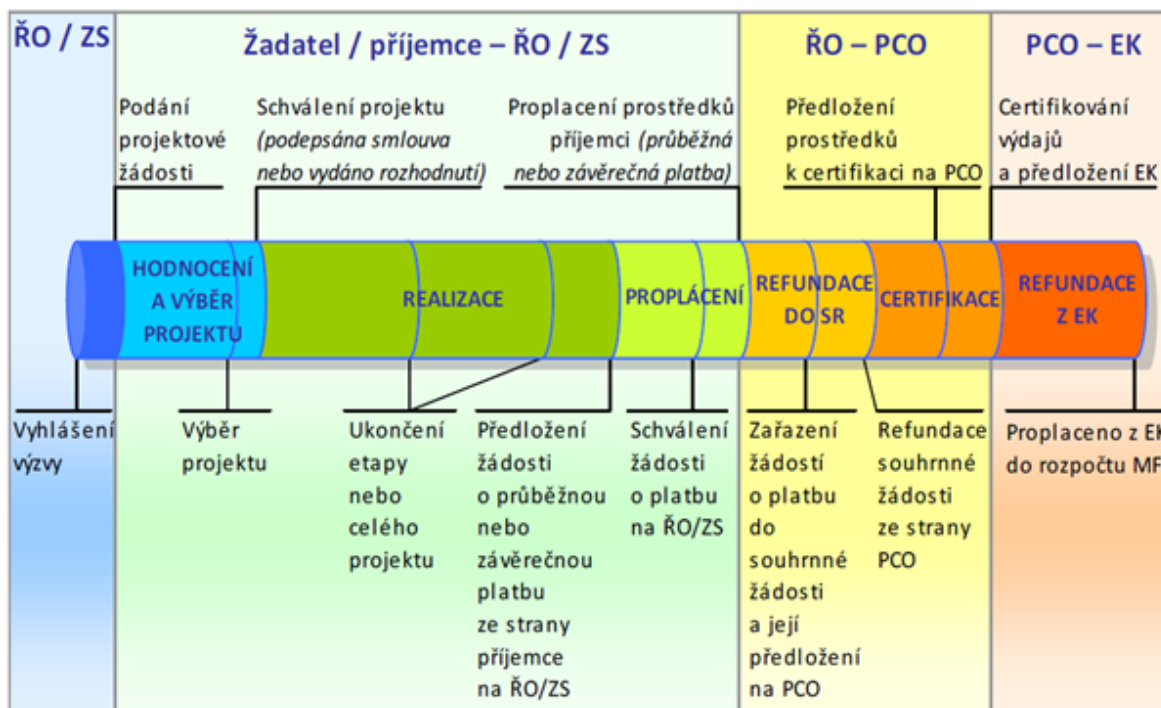 ŘO / ZS
Žadatel / příjemce – ŘO / ZS
ŘO – PCO
PCO – EK
Podání
projektové
žádosti
Schválení projektu
(podepsána smlouva
nebo vydáno rozhodnutí)
Proplacení prostředků
příjemci (průběžná
nebo závěrečná platba)
Předložení
prostředků
k certifikaci na PCO
Certifikování
výdajů
a předložení EK
HODNOCENÍ
A VÝBĚR
PROJEKTU
REALIZACE
PROPLÁCENÍ
REFUNDACE
DO SR
CERTIFIKACE
REFUNDACE
Z EK
Vyhlášení
výzvy
Výběr
projektu
Ukončení
etapy
nebo
celého
projektu
Předložení
žádosti
o průběžnou
nebo
závěrečnou
platbu
ze strany
příjemce
na ŘO/ZS
Schválení
žádosti
o platbu
na ŘO/ZS
Zařazení
žádostí
o platbu
do
souhrnné
žádosti
a její
předložení
na PCO
Refundace
souhrnné
žádosti
ze strany
PCO
Proplaceno z EK
do rozpočtu MF